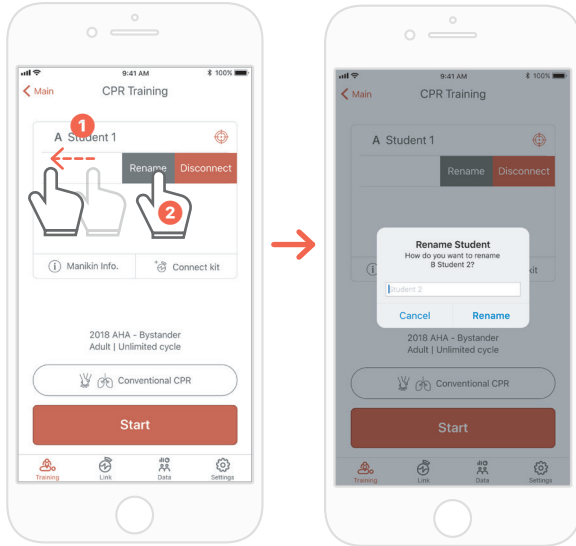 9:41 AM
100%
Main
CPR Training
A Student 1
1
Rename
Disconnect
2
Manikin Info.
Connect kit
2018 AHA - Bystander
Adult | Unlimited cycle
Conventional CPR
Start
Training
Link
Data
Settings
9:41 AM
100%
Main
CPR Training
A Student 1
Rename
Disconnect
Rename Student
How do you want to rename
B Student 2?
Student 2
Cancel
Rename
kit
2018 AHA - Bystander
Adult | Unlimited cycle
Conventional CPR
Start
Training
Link
Data
Settings